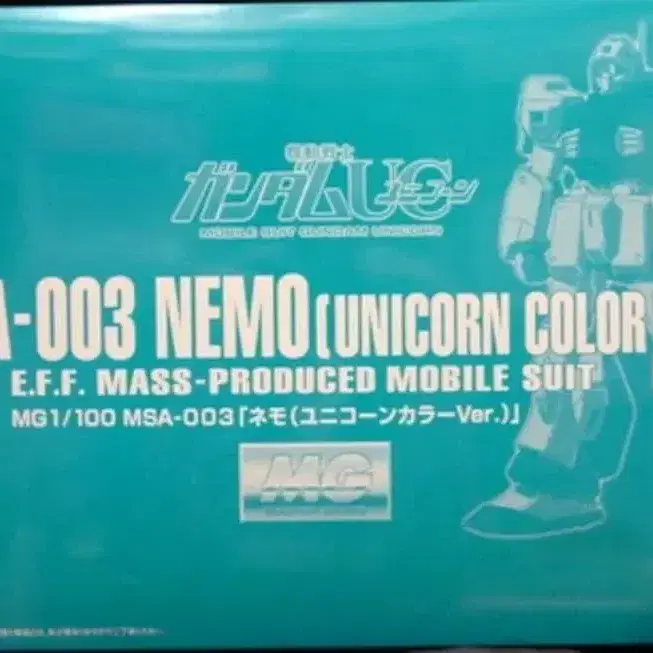 機動戦士
ガンダムUC
ユニコーン
MOBILE SUIT GUNDAM UNICORN
A-003 NEMO (UNICORN COLOR
E.F.F. MASS-PRODUCED MOBILE SUIT
MG1/100 MSA-003「ネモ(ユニコーンカラーVer.)」
MG